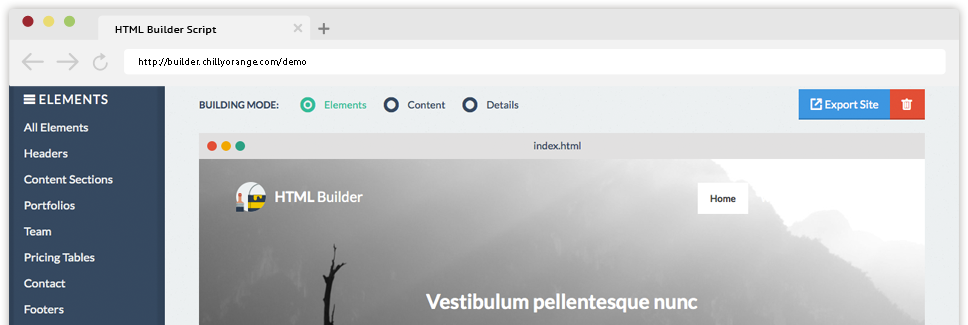 HTML Builder Script
http://builder.chillyorange.com/demo
ELEMENTS
All Elements
Headers
Content Sections
Portfolios
Team
Pricing Tables
Contact
Footers
BUILDING MODE: Elements Content Details
Export Site
index.html
HTML Builder
Home
Vestibulum pellentesque nunc